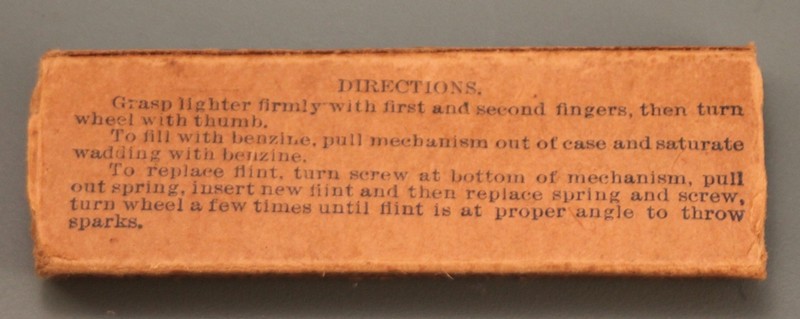 DIRECTIONS.
Grasp lighter firmly with first and second fingers, then turn
wheel with thumb.
To fill with benzine, pull mechanism out of case and saturate
wadding with benzine.
To replace flint, turn screw at bottom of mechanism, pull
out spring, insert new flint and then replace spring and screw,
turn wheel a few times until flint is at proper angle to throw
sparks.